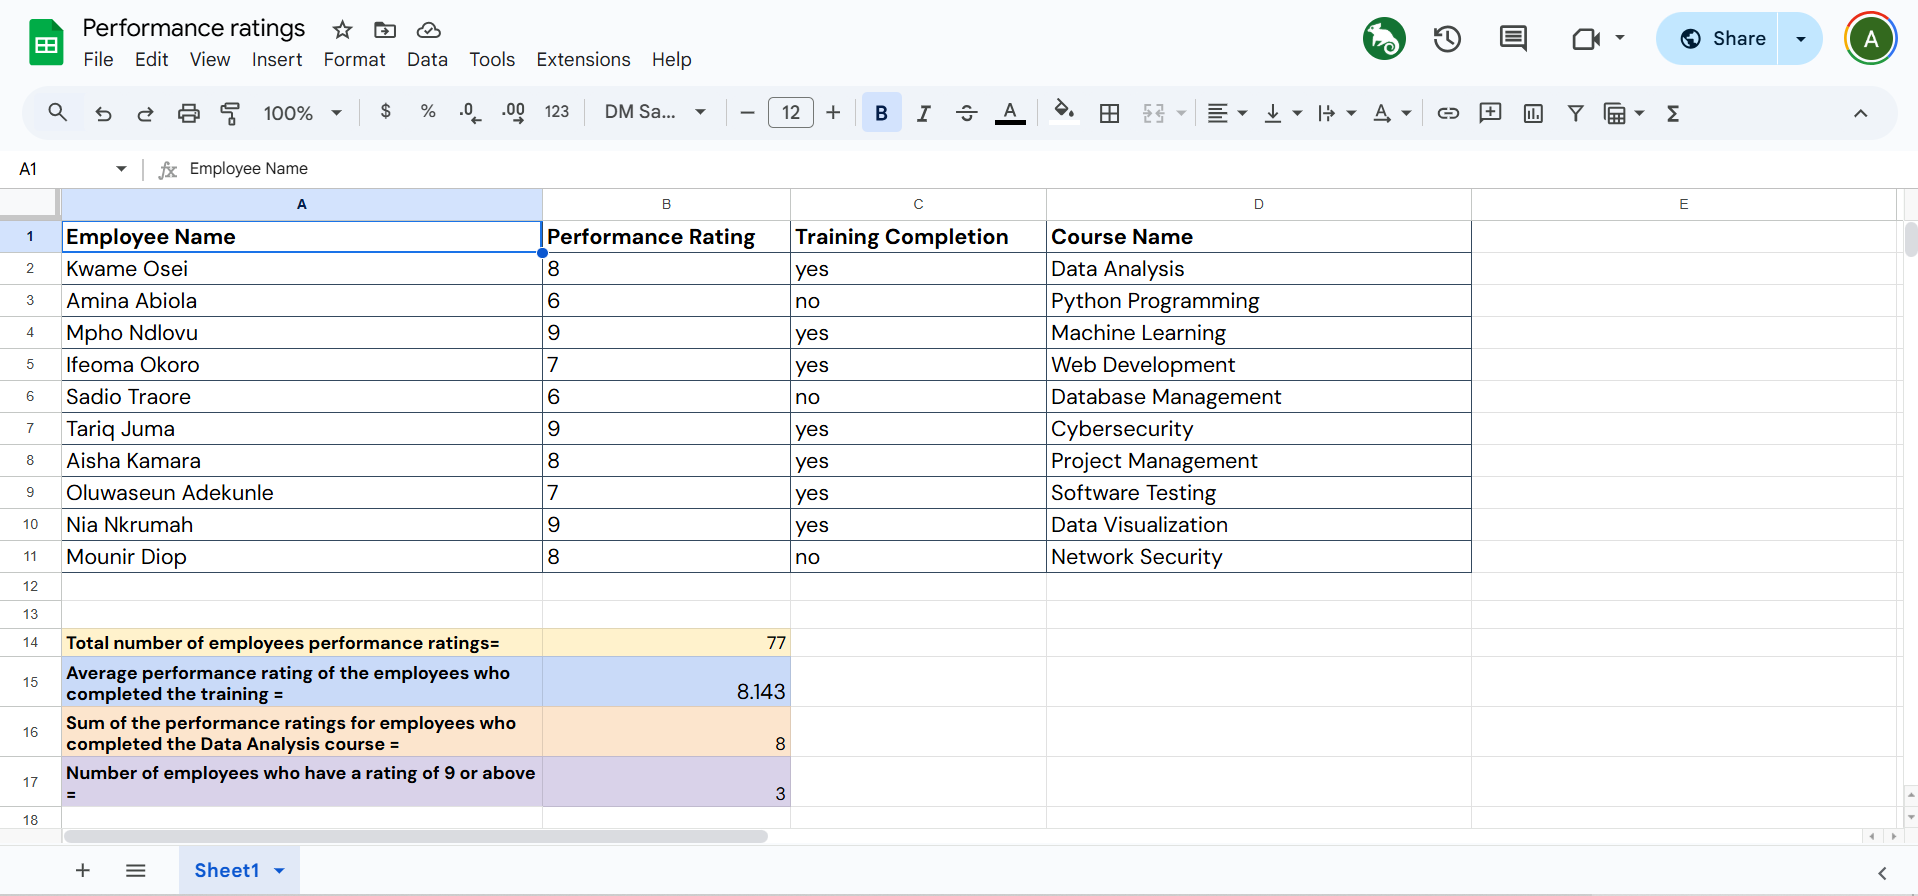 Performance ratings
File Edit View Insert Format Data Tools Extensions Help
Share
A
100% $ % .0 .00 123 DM Sa... 12 B I A A Σ
A1 fx Employee Name
A B C D E
1 Employee Name Performance Rating Training Completion Course Name
2 Kwame Osei 8 yes Data Analysis
3 Amina Abiola 6 no Python Programming
4 Mpho Ndlovu 9 yes Machine Learning
5 Ifeoma Okoro 7 yes Web Development
6 Sadio Traore 6 no Database Management
7 Tariq Juma 9 yes Cybersecurity
8 Aisha Kamara 8 yes Project Management
9 Oluwaseun Adekunle 7 yes Software Testing
10 Nia Nkrumah 9 yes Data Visualization
11 Mounir Diop 8 no Network Security
12
13
14 Total number of employees performance ratings= 77
15 Average performance rating of the employees who
completed the training = 8.143
16 Sum of the performance ratings for employees who
completed the Data Analysis course = 8
17 Number of employees who have a rating of 9 or above
= 3
18
Sheet1